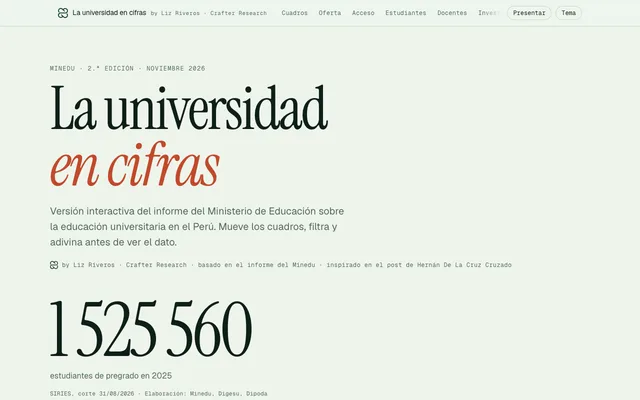 La universidad en cifras by Liz Riveros · Crafter Research Cuadros Oferta Acceso Estudiantes Docentes Presentar Tema
MINEDU · 2.ª EDICIÓN · NOVIEMBRE 2026
La universidad
en cifras
Versión interactiva del informe del Ministerio de Educación sobre
la educación universitaria en el Perú. Mueve los cuadros, filtra y
adivina antes de ver el dato.
by Liz Riveros · Crafter Research · basado en el informe del Minedu · inspirado en el post de Hernán De La Cruz Cruzado
1 525 560
estudiantes de pregrado en 2025
SIRIES, corte 31/08/2026 · Elaboración: Minedu, Digesu, Dipoda